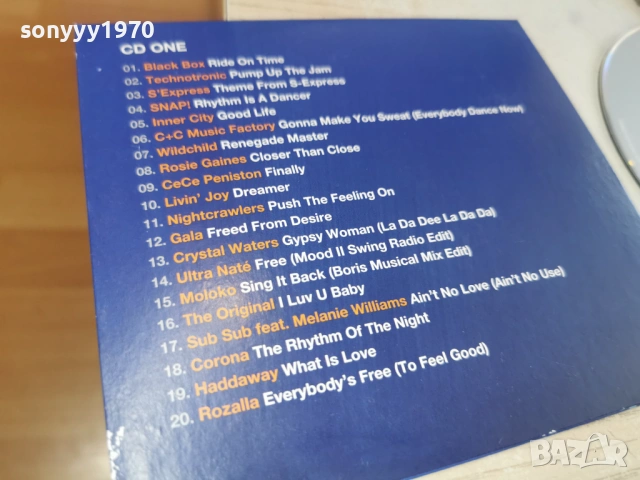 sonyyy1970
CD ONE
01. Black Box Ride On Time
02. Technotronic Pump Up The Jam
03. S'Express Theme From S-Express
04. SNAP! Rhythm Is A Dancer
05. Inner City Good Life
06. C+C Music Factory Gonna Make You Sweat (Everybody Dance Now)
07. Wildchild Renegade Master
08. Rosie Gaines Closer Than Close
09. CeCe Peniston Finally
10. Livin' Joy Dreamer
11. Nightcrawlers Push The Feeling On
12. Gala Freed From Desire
13. Crystal Waters Gypsy Woman (La Da Dee La Da Da)
14. Ultra Naté Free (Mood II Swing Radio Edit)
15. Moloko Sing It Back (Boris Musical Mix Edit)
16. The Original I Luv U Baby
17. Sub Sub feat. Melanie Williams Ain't No Love (Ain't No Use)
18. Corona The Rhythm Of The Night
19. Haddaway What Is Love
20. Rozalla Everybody's Free (To Feel Good)
BAZAR